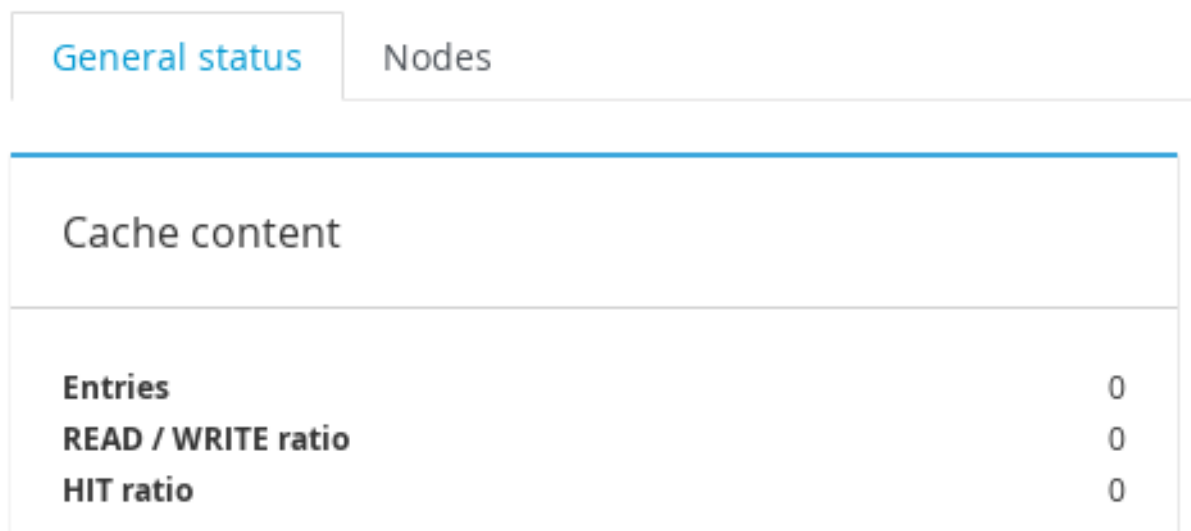 General status Nodes
Cache content
Entries 0
READ / WRITE ratio 0
HIT ratio 0